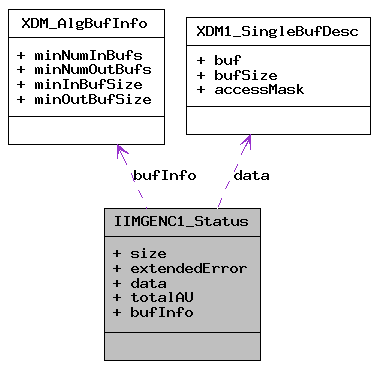 XDM_AlgBufInfo
+ minNumInBufs
+ minNumOutBufs
+ minInBufSize
+ minOutBufSize
XDM1_SingleBufDesc
+ buf
+ bufSize
+ accessMask
bufInfo
data
IIMGENC1_Status
+ size
+ extendedError
+ data
+ totalAU
+ bufInfo